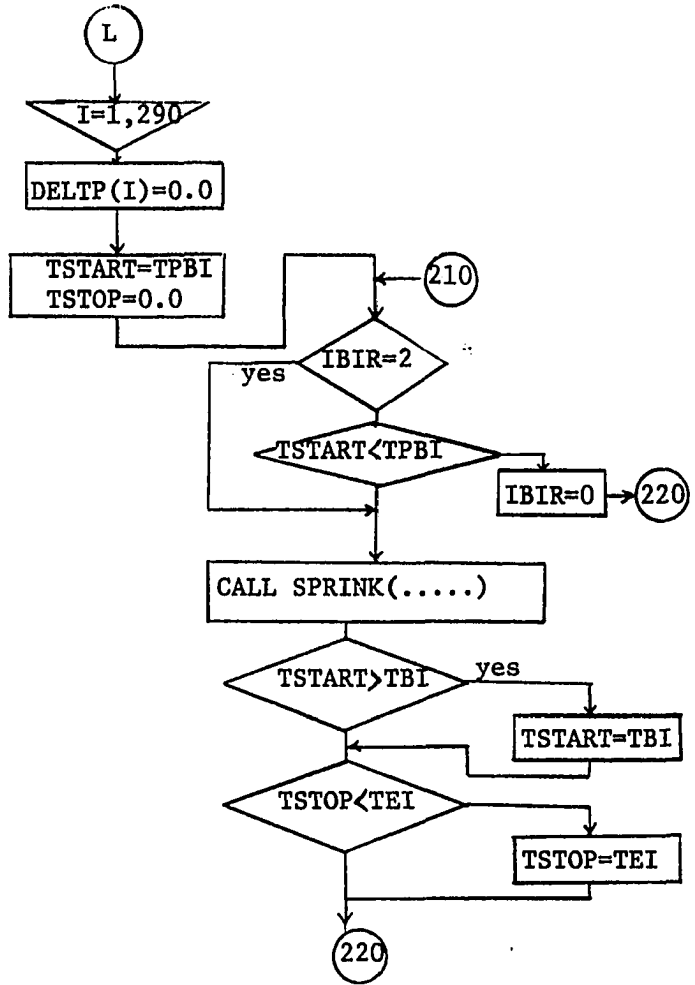 L
I=1,290
DELTP(I)=0.0
TSTART=TPBI
TSTOP=0.0
210
IBIR=2
yes
TSTART<TPBI
IBIR=0
220
CALL SPRINK(.....)
TSTART>TBI
yes
TSTART=TBI
TSTOP<TEI
TSTOP=TEI
220